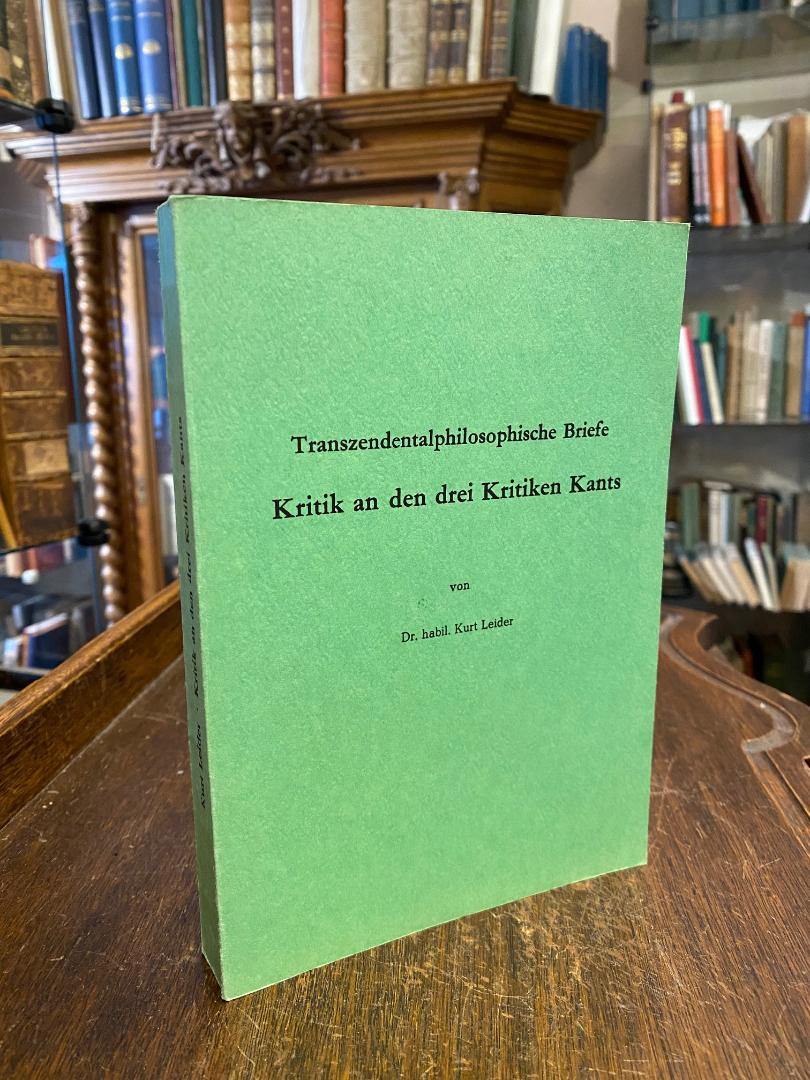 Transzendentalphilosophische Briefe
Kritik an den drei Kritiken Kants
von
Dr. habil. Kurt Leider
Kurt Leider · Kritik an den drei Kritiken Kants